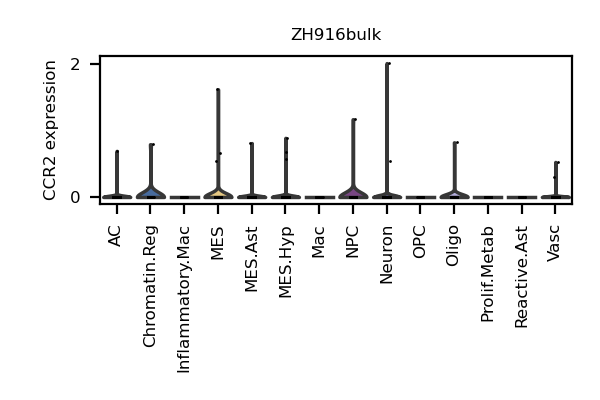 ZH916bulk
CCR2 expression
2
0
AC
Chromatin.Reg
Inflammatory.Mac
MES
MES.Ast
MES.Hyp
Mac
NPC
Neuron
OPC
Oligo
Prolif.Metab
Reactive.Ast
Vasc